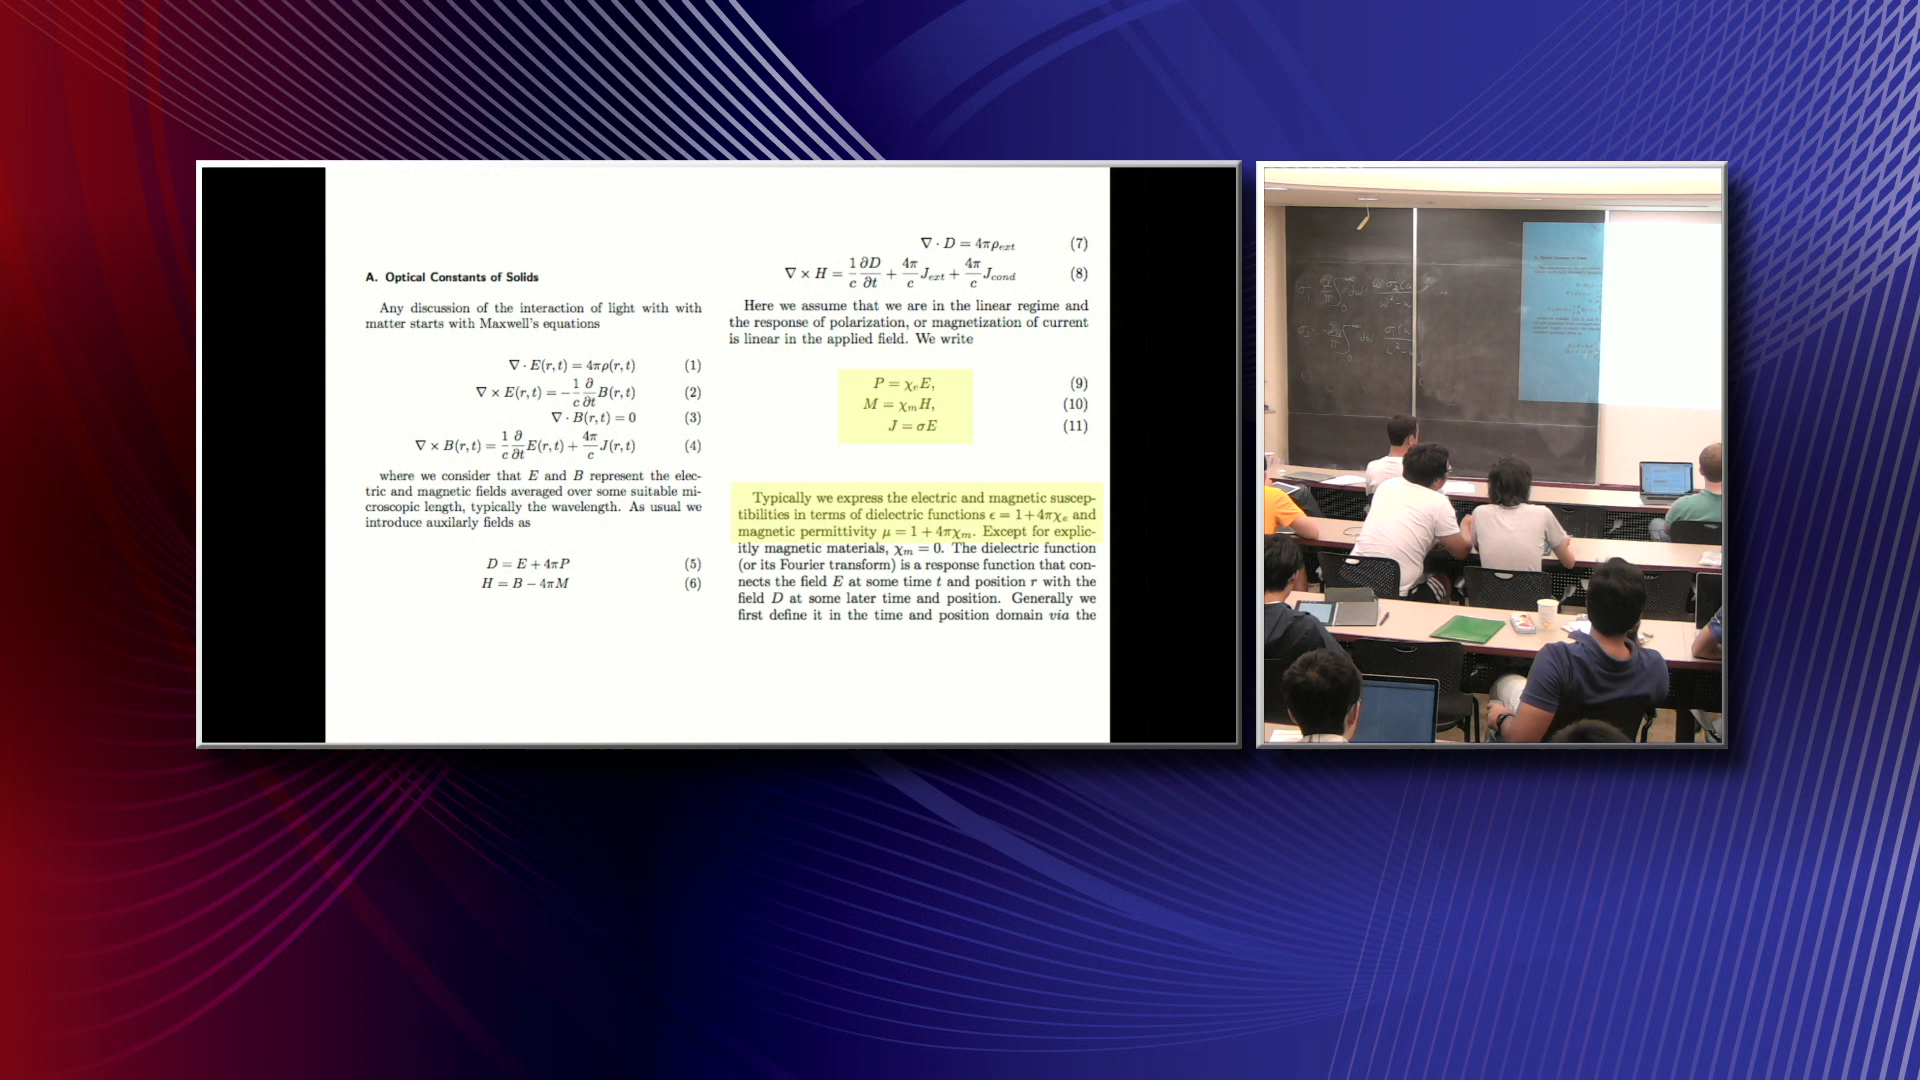 A. Optical Constants of Solids
Any discussion of the interaction of light with with
matter starts with Maxwell's equations
∇ · E(r, t) = 4πρ(r, t) (1)
∇ × E(r, t) = −1/c ∂/∂t B(r, t) (2)
∇ · B(r, t) = 0 (3)
∇ × B(r, t) = 1/c ∂/∂t E(r, t) + 4π/c J(r, t) (4)
where we consider that E and B represent the elec-
tric and magnetic fields averaged over some suitable mi-
croscopic length, typically the wavelength. As usual we
introduce auxilarly fields as
D = E + 4πP (5)
H = B − 4πM (6)
∇ · D = 4πρ_ext (7)
∇ × H = 1/c ∂D/∂t + 4π/c J_ext + 4π/c J_cond (8)
Here we assume that we are in the linear regime and
the response of polarization, or magnetization of current
is linear in the applied field. We write
P = χ_e E, (9)
M = χ_m H, (10)
J = σE (11)
Typically we express the electric and magnetic suscep-
tibilities in terms of dielectric functions ϵ = 1 + 4πχ_e and
magnetic permittivity μ = 1 + 4πχ_m. Except for explic-
itly magnetic materials, χ_m = 0. The dielectric function
(or its Fourier transform) is a response function that con-
nects the field E at some time t and position r with the
field D at some later time and position. Generally we
first define it in the time and position domain via the